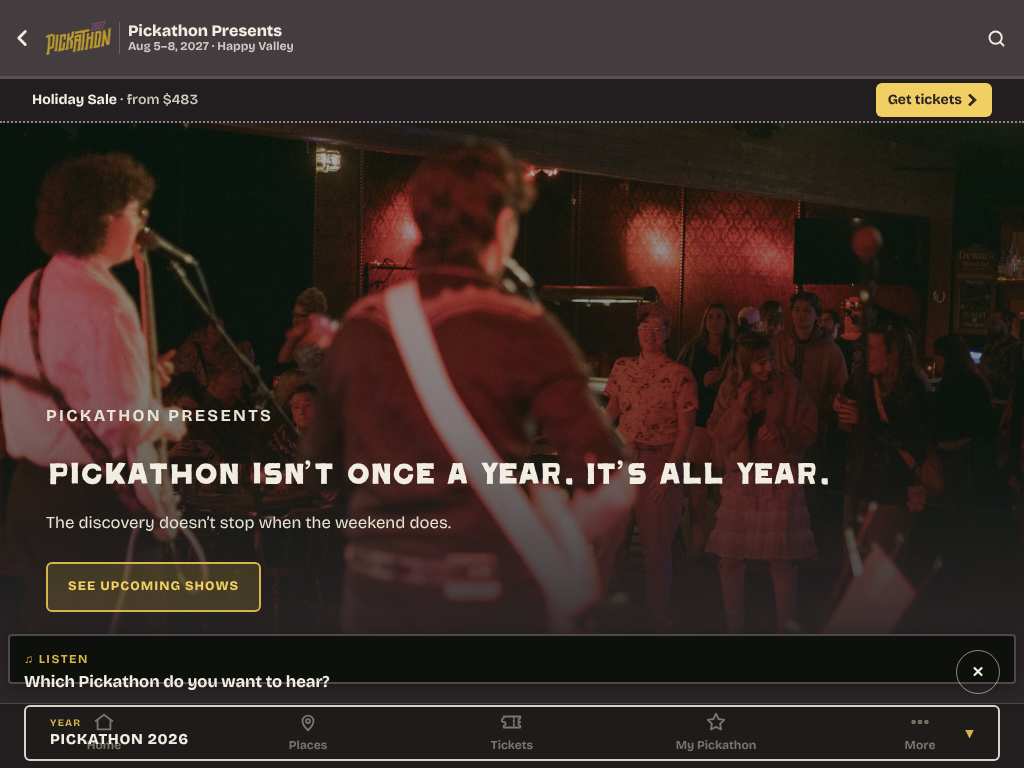 PICKATHON
Pickathon Presents
Aug 5–8, 2027 · Happy Valley
Holiday Sale · from $483
Get tickets
PICKATHON PRESENTS
PICKATHON ISN'T ONCE A YEAR. IT'S ALL YEAR.
The discovery doesn't stop when the weekend does.
SEE UPCOMING SHOWS
♫ LISTEN
Which Pickathon do you want to hear?
YEAR
PICKATHON 2026
Home
Places
Tickets
My Pickathon
More